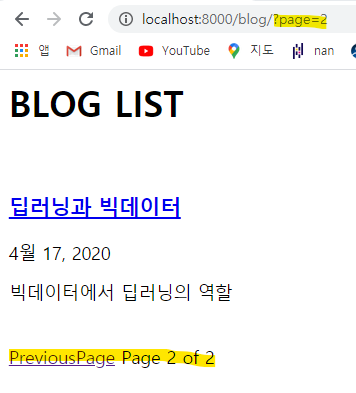 localhost:8000/blog/?page=2
앱 Gmail YouTube 지도 nan
BLOG LIST
딥러닝과 빅데이터
4월 17, 2020
빅데이터에서 딥러닝의 역할
PreviousPage Page 2 of 2